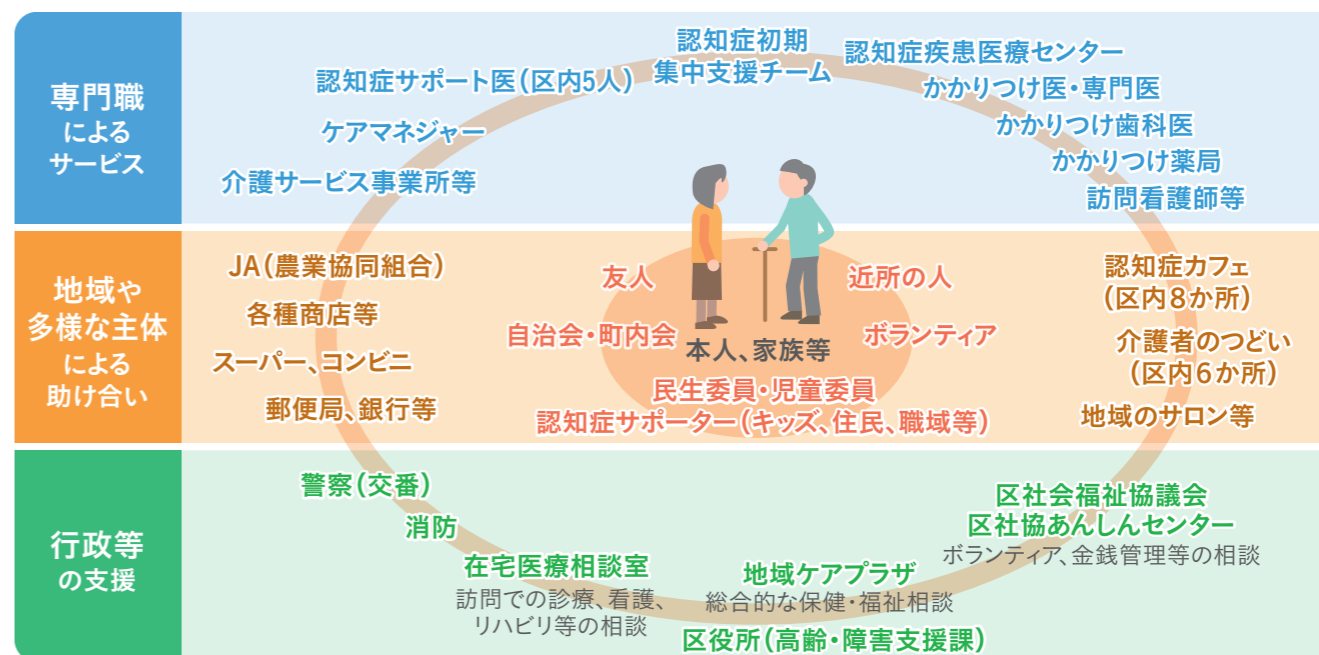 専門職
による
サービス
認知症初期
集中支援チーム
認知症サポート医（区内5人）
ケアマネジャー
介護サービス事業所等
認知症疾患医療センター
かかりつけ医・専門医
かかりつけ歯科医
かかりつけ薬局
訪問看護師等
地域や
多様な主体
による
助け合い
JA（農業協同組合）
各種商店等
スーパー、コンビニ
郵便局、銀行等
友人
近所の人
自治会・町内会
ボランティア
本人、家族等
民生委員・児童委員
認知症サポーター（キッズ、住民、職域等）
認知症カフェ
（区内８か所）
介護者のつどい
（区内６か所）
地域のサロン等
行政等
の支援
警察（交番）
消防
在宅医療相談室
訪問での診療、看護、
リハビリ等の相談
地域ケアプラザ
総合的な保健・福祉相談
区役所（高齢・障害支援課）
区社会福祉協議会
区社協あんしんセンター
ボランティア、金銭管理等の相談